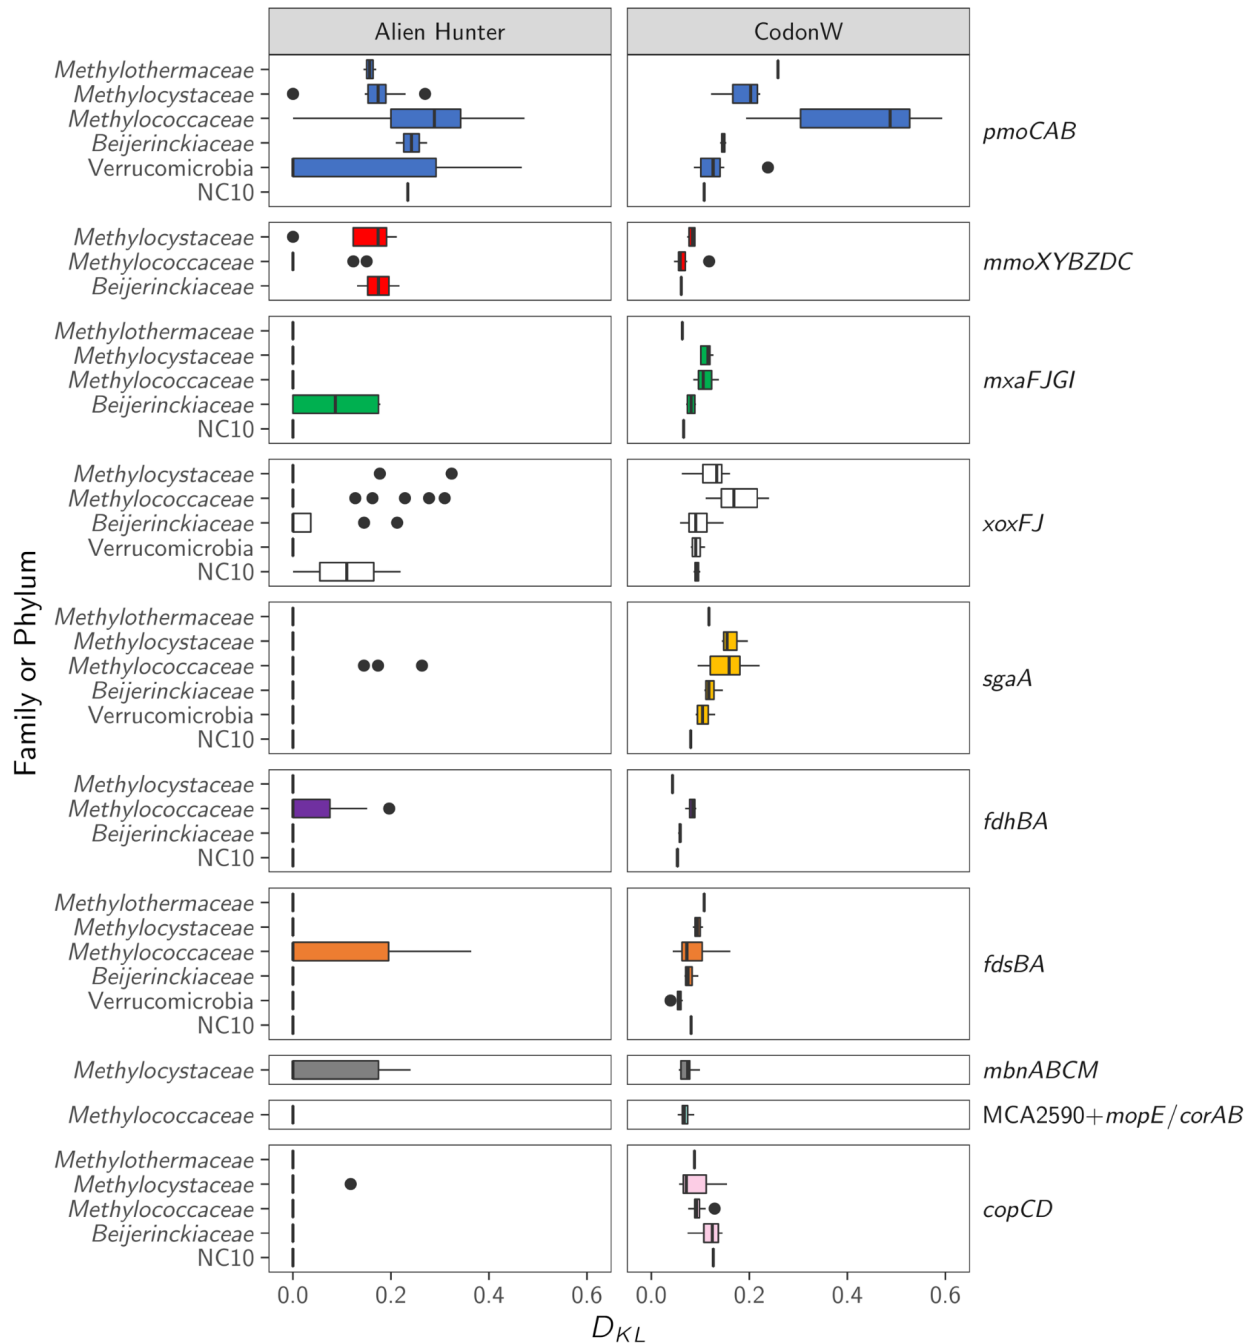 Alien Hunter
CodonW
Family or Phylum
Methylothermaceae
Methylocystaceae
Methylococcaceae
Beijerinckiaceae
Verrucomicrobia
NC10
pmoCAB
Methylocystaceae
Methylococcaceae
Beijerinckiaceae
mmoXYBZDC
Methylothermaceae
Methylocystaceae
Methylococcaceae
Beijerinckiaceae
NC10
mxaFJGI
Methylocystaceae
Methylococcaceae
Beijerinckiaceae
Verrucomicrobia
NC10
xoxFJ
Methylothermaceae
Methylocystaceae
Methylococcaceae
Beijerinckiaceae
Verrucomicrobia
NC10
sgaA
Methylocystaceae
Methylococcaceae
Beijerinckiaceae
NC10
fdhBA
Methylothermaceae
Methylocystaceae
Methylococcaceae
Beijerinckiaceae
Verrucomicrobia
NC10
fdsBA
Methylocystaceae
mbnABCM
Methylococcaceae
MCA2590+mopE/corAB
Methylothermaceae
Methylocystaceae
Methylococcaceae
Beijerinckiaceae
NC10
copCD
0.0 0.2 0.4 0.6
0.0 0.2 0.4 0.6
DKL